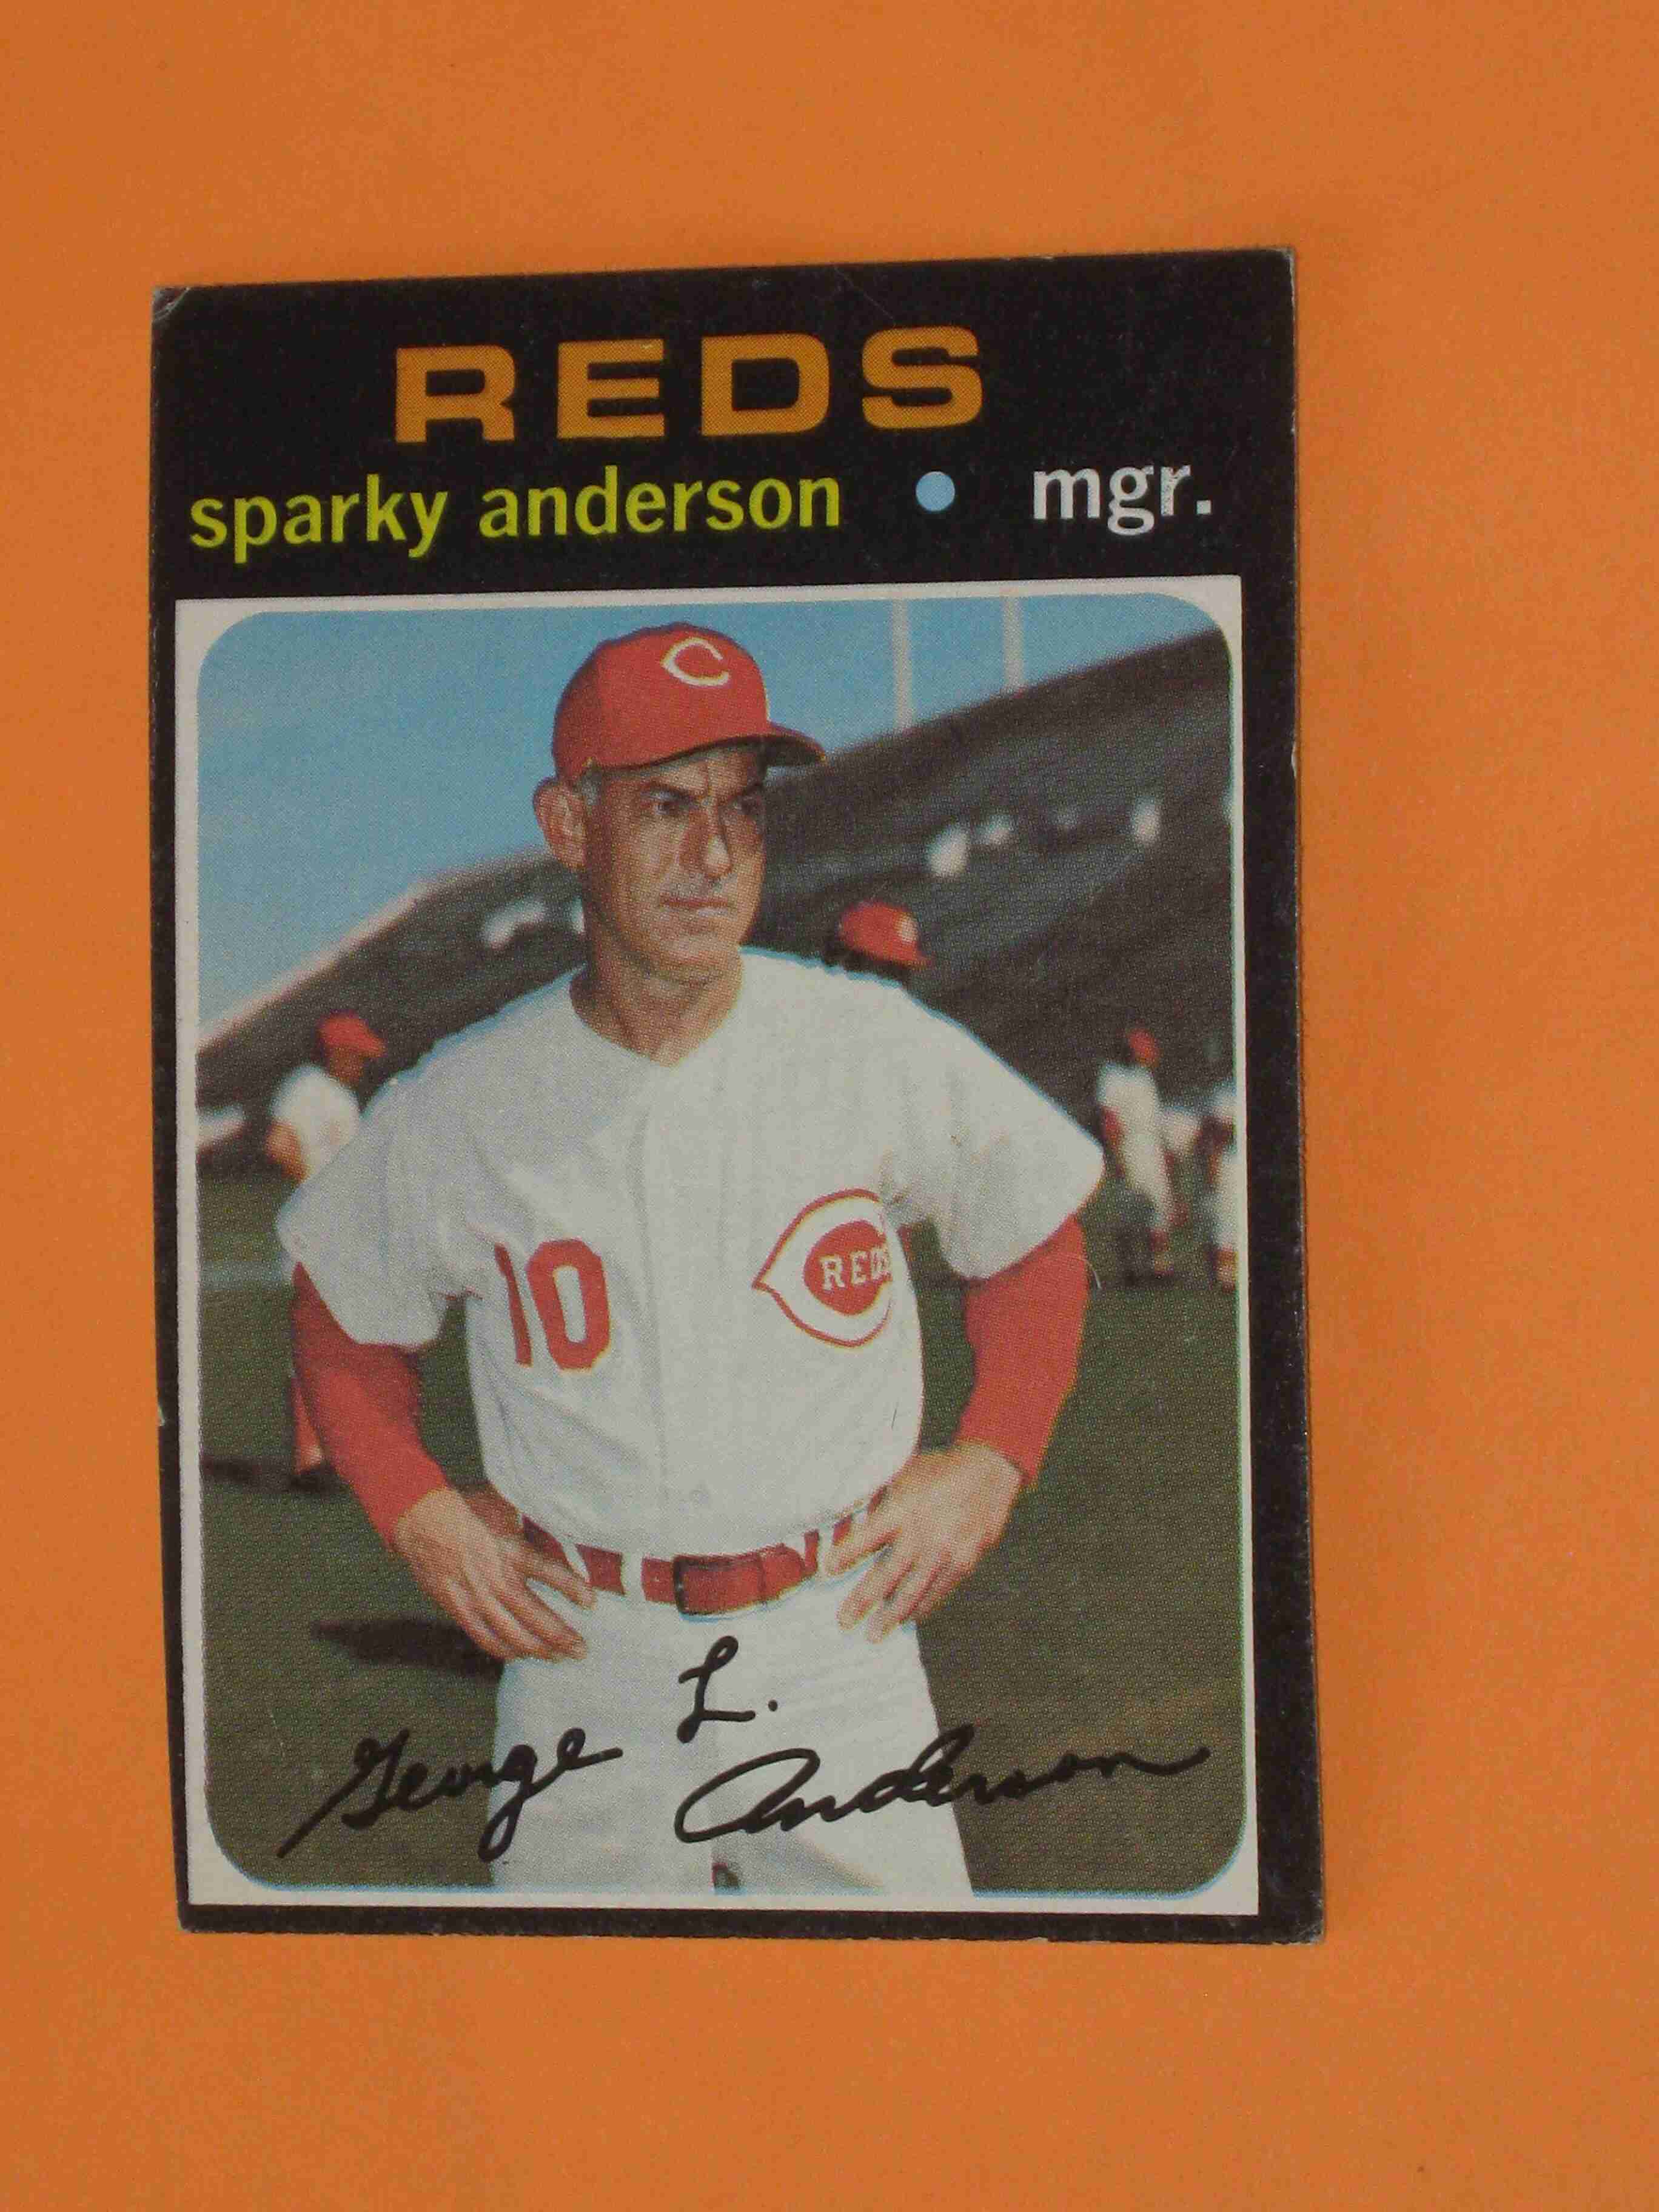 REDS
sparky anderson • mgr.
C
10
REDS
George L. Anderson